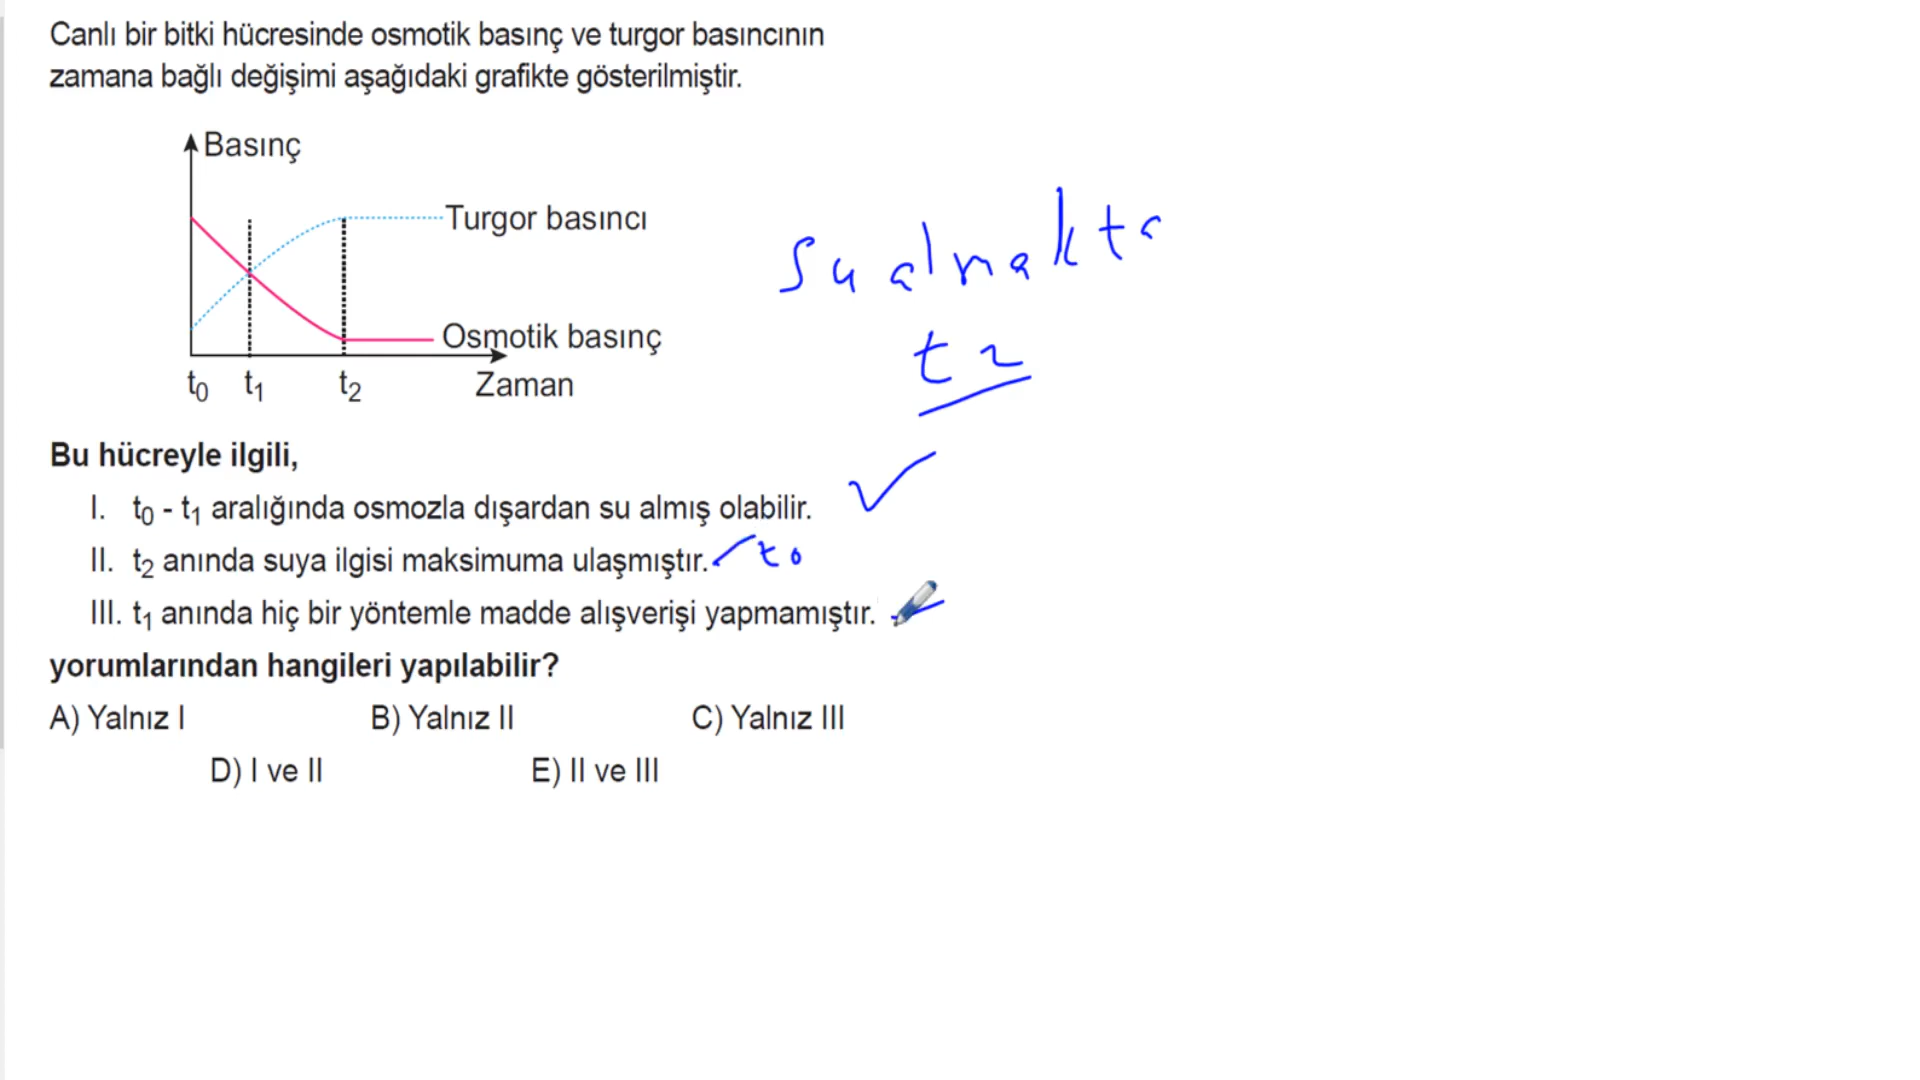 Canlı bir bitki hücresinde osmotik basınç ve turgor basıncının
zamana bağlı değişimi aşağıdaki grafikte gösterilmiştir.
Basınç
Turgor basıncı
Osmotik basınç
t0 t1 t2 Zaman
su almakta
t2
Bu hücreyle ilgili,
I. t0 - t1 aralığında osmozla dışardan su almış olabilir.
II. t2 anında suya ilgisi maksimuma ulaşmıştır. t0
III. t1 anında hiç bir yöntemle madde alışverişi yapmamıştır.
yorumlarından hangileri yapılabilir?
A) Yalnız I B) Yalnız II C) Yalnız III
D) I ve II E) II ve III